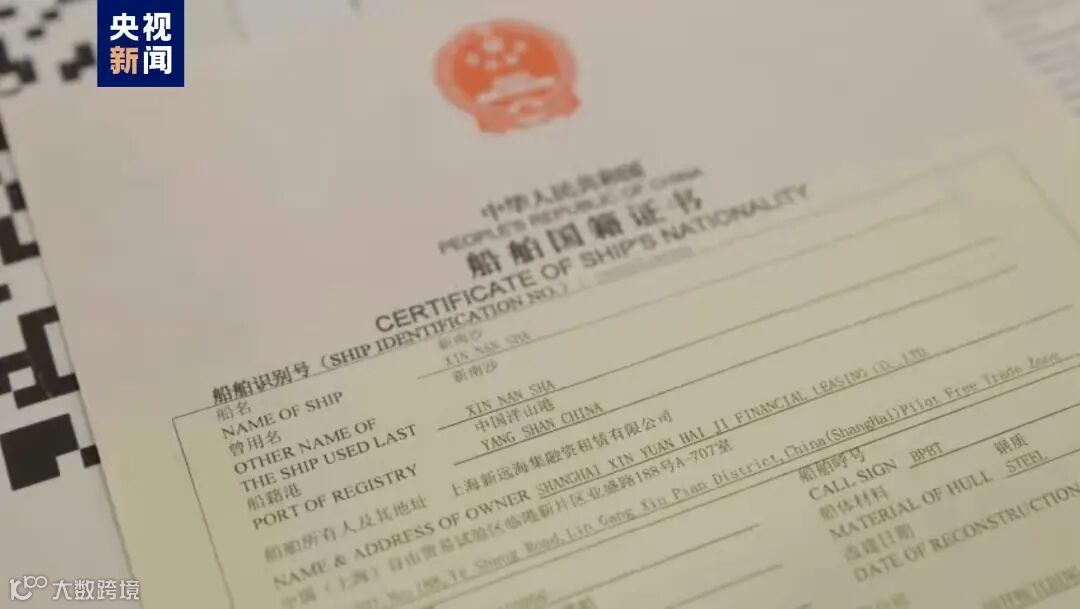 央视
新闻
中华人民共和国
PEOPLE'S REPUBLIC OF CHINA
船舶国籍证书
CERTIFICATE OF SHIP'S NATIONALITY
船舶识别号 (SHIP IDENTIFICATION NO.)
船名 新南沙
NAME OF SHIP XIN NAN SHA
曾用名 新南沙
OTHER NAME OF
THE SHIP USED LAST XIN NAN SHA
船籍港 中国洋山港
PORT OF REGISTRY YANG SHAN CHINA
船舶所有人及其地址 上海新远海集融资租赁有限公司
NAME & ADDRESS OF OWNER SHANGHAI XIN YUAN HAI JI FINANCIAL LEASING CO.,LTD.
中国（上海）自由贸易试验区临港新片区业盛路188号A-707室
Ye Sheng Road, Lin Gang Xin Pian District, China(ShangHai)Pilot Free Trade Zone
船舶呼号
CALL SIGN BPBT
船体材料 钢质
MATERIAL OF HULL STEEL
改建日期
DATE OF RECONSTRUCTION
大数跨境